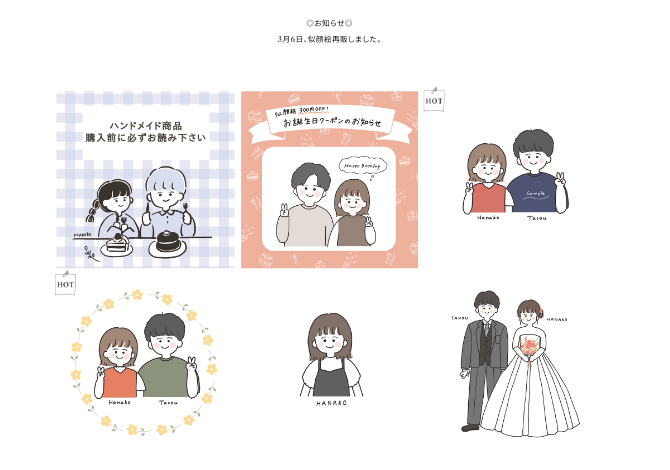 ◎お知らせ◎
3月6日、似顔絵再販しました。
ハンドメイド商品
購入前に必ずお読み下さい
似顔絵 300円OFF!
お誕生日クーポンのお知らせ
Happy Birthday
HOT
Sample
Hanako Tarou
HOT
Hanako Tarou
HANAKO
TAROU HANAKO